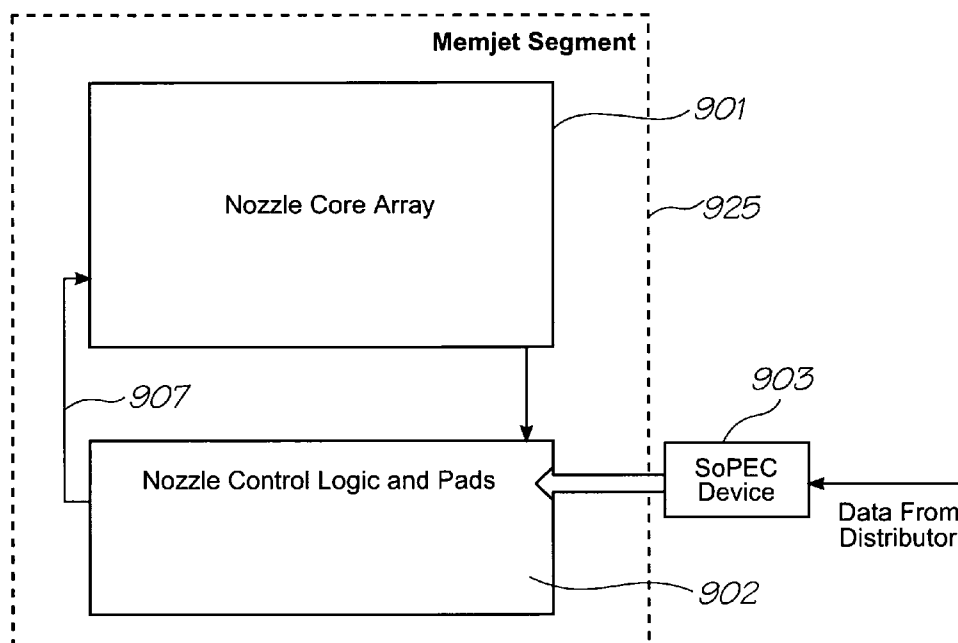 Memjet Segment
901
Nozzle Core Array
925
907
903
Nozzle Control Logic and Pads
SoPEC
Device
Data From
Distributor
902